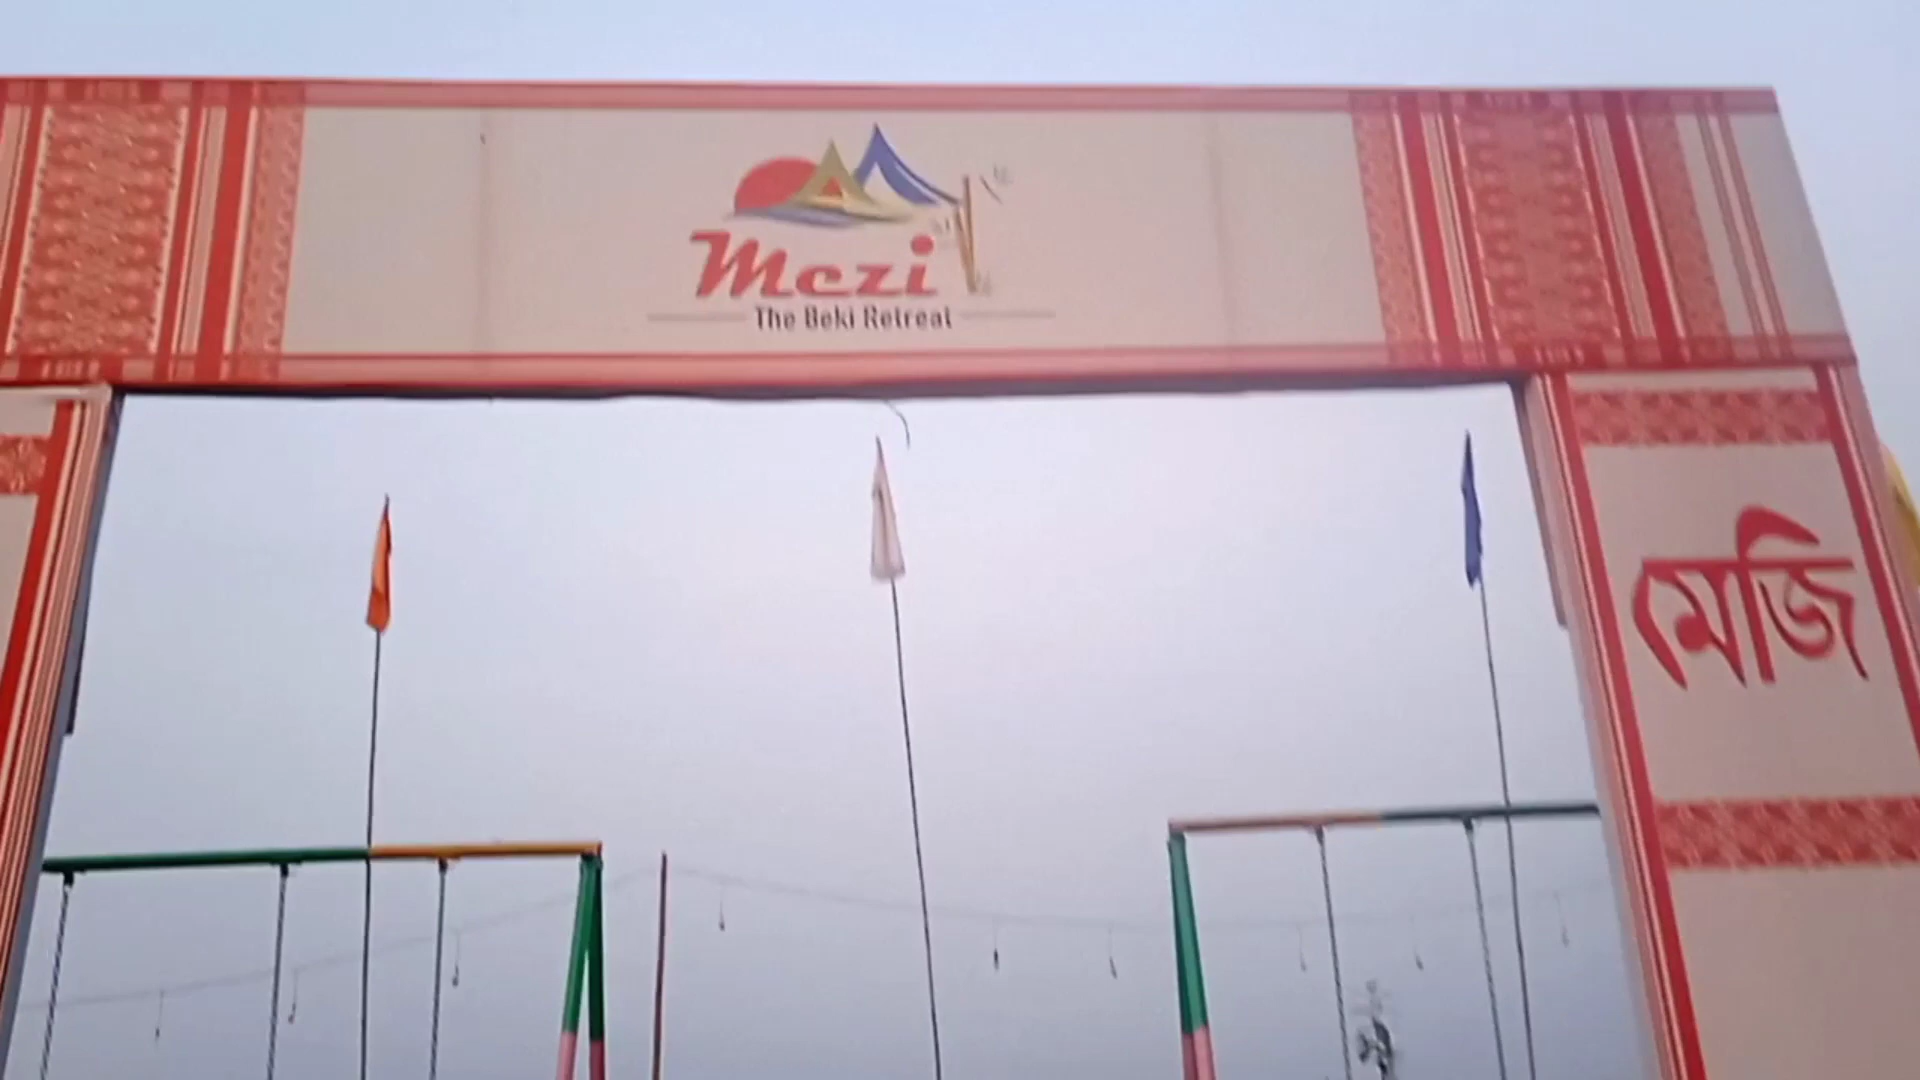 Mezi
The Beki Retreat
মেজি